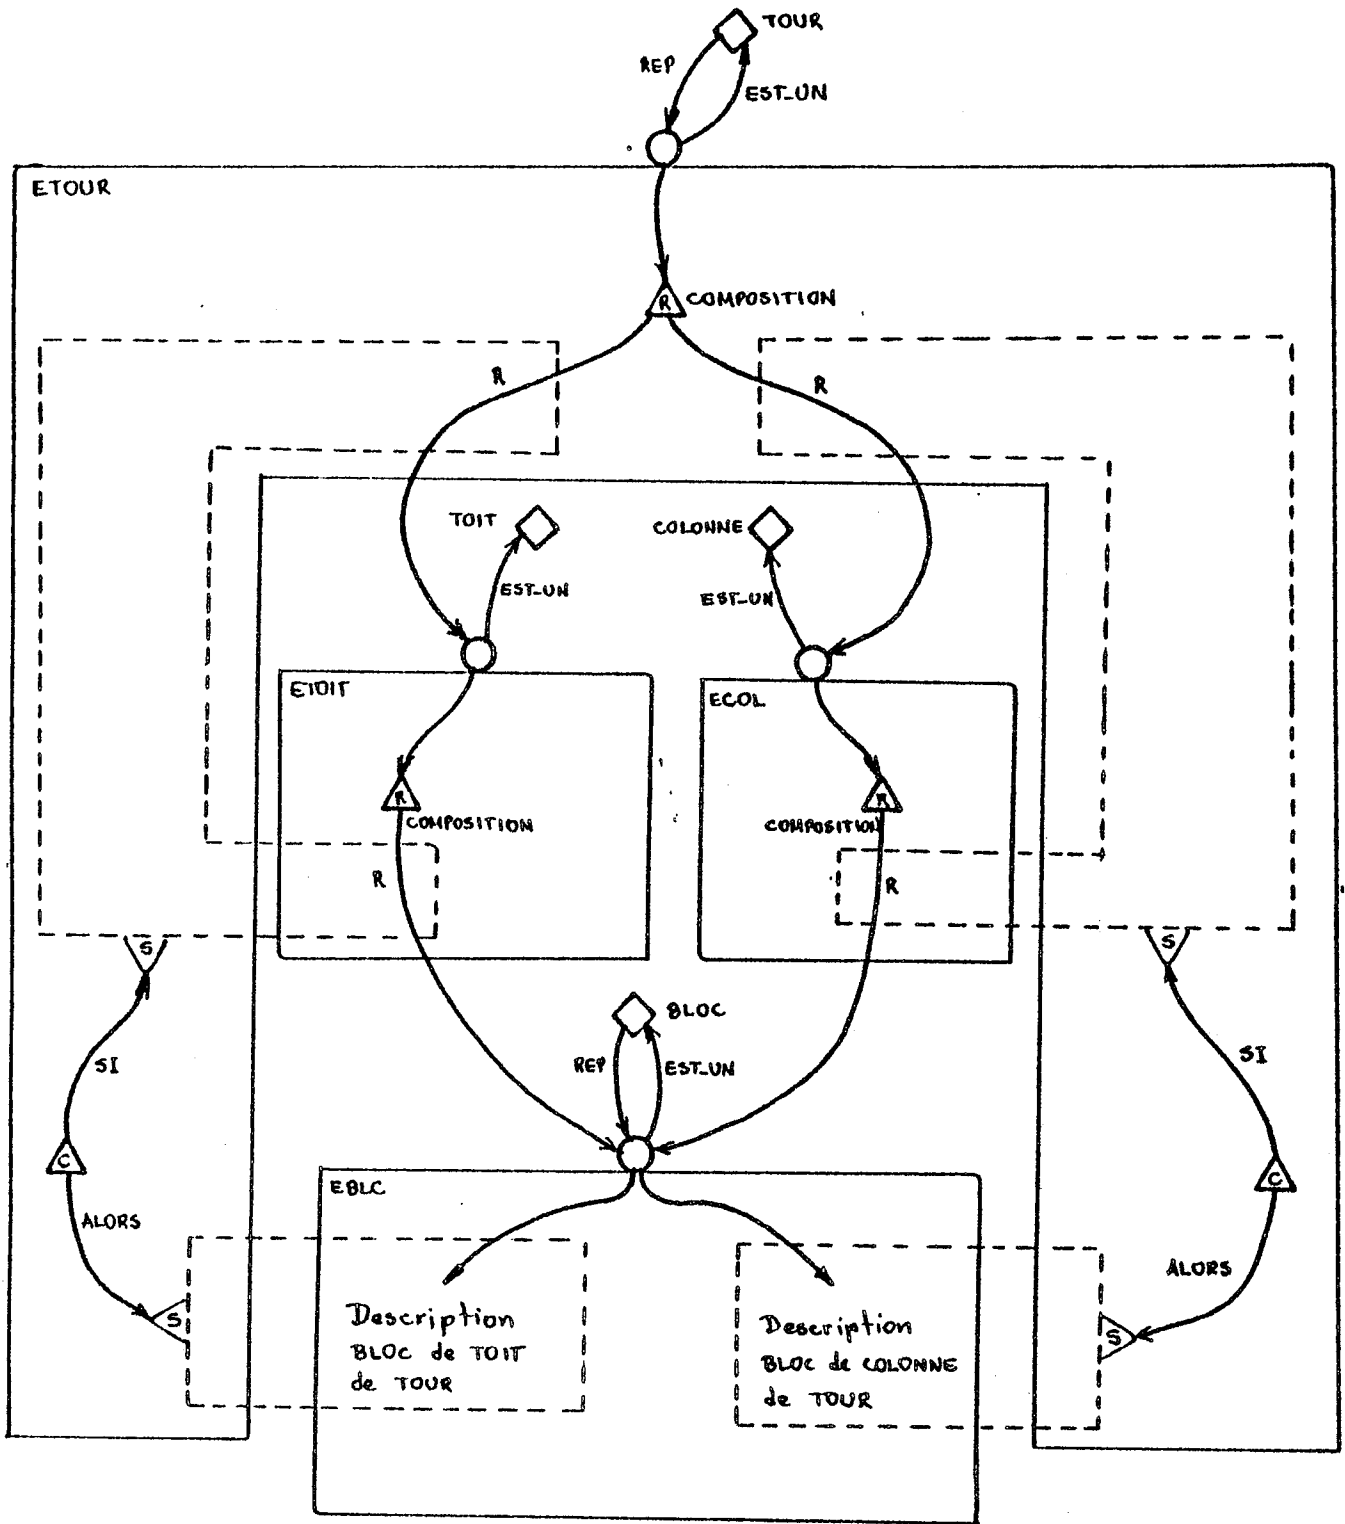 TOUR
REP
EST_UN
ETOUR
R COMPOSITION
R
R
TOIT
COLONNE
EST_UN
EST_UN
ETOIT
ECOL
R
R
COMPOSITION
COMPOSITION
R
R
S
S
BLOC
REP
EST_UN
SI
SI
C
C
EBLC
ALORS
ALORS
S
S
Description
BLOC de TOIT
de TOUR
Description
BLOC de COLONNE
de TOUR